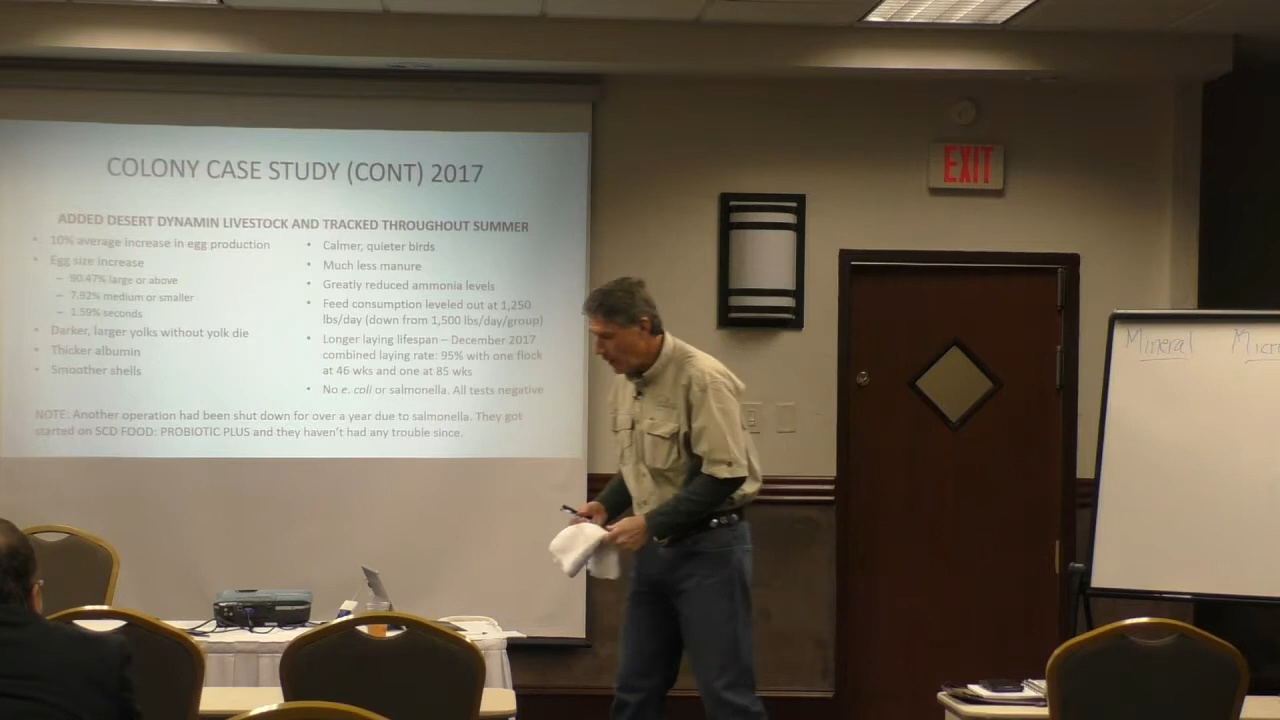 COLONY CASE STUDY (CONT) 2017
ADDED DESERT DYNAMIN LIVESTOCK AND TRACKED THROUGHOUT SUMMER
• 10% average increase in egg production
• Egg size increase
– 90.47% large or above
– 7.92% medium or smaller
– 1.59% seconds
• Darker, larger yolks without yolk die
• Thicker albumin
• Smoother shells
• Calmer, quieter birds
• Much less manure
• Greatly reduced ammonia levels
• Feed consumption leveled out at 1,250
lbs/day (down from 1,500 lbs/day/group)
• Longer laying lifespan – December 2017
combined laying rate: 95% with one flock
at 46 wks and one at 85 wks
• No e. coli or salmonella. All tests negative
NOTE: Another operation had been shut down for over a year due to salmonella. They got
started on SCD FOOD: PROBIOTIC PLUS and they haven't had any trouble since.
EXIT
Mineral Micr